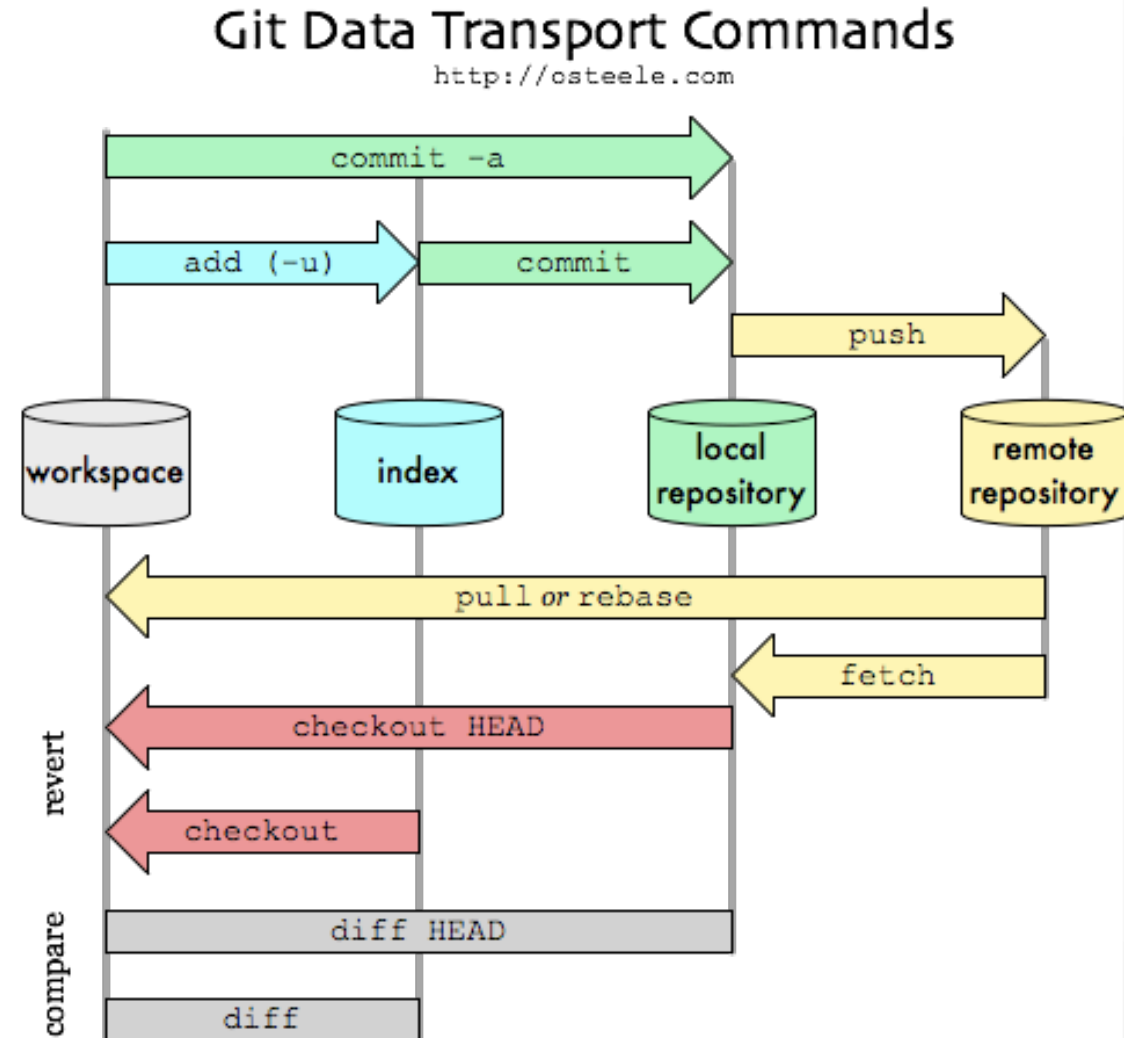 Git Data Transport Commands
http://osteele.com
commit -a
add (-u)
commit
push
workspace
index
local
repository
remote
repository
pull or rebase
fetch
revert
checkout HEAD
checkout
compare
diff HEAD
diff